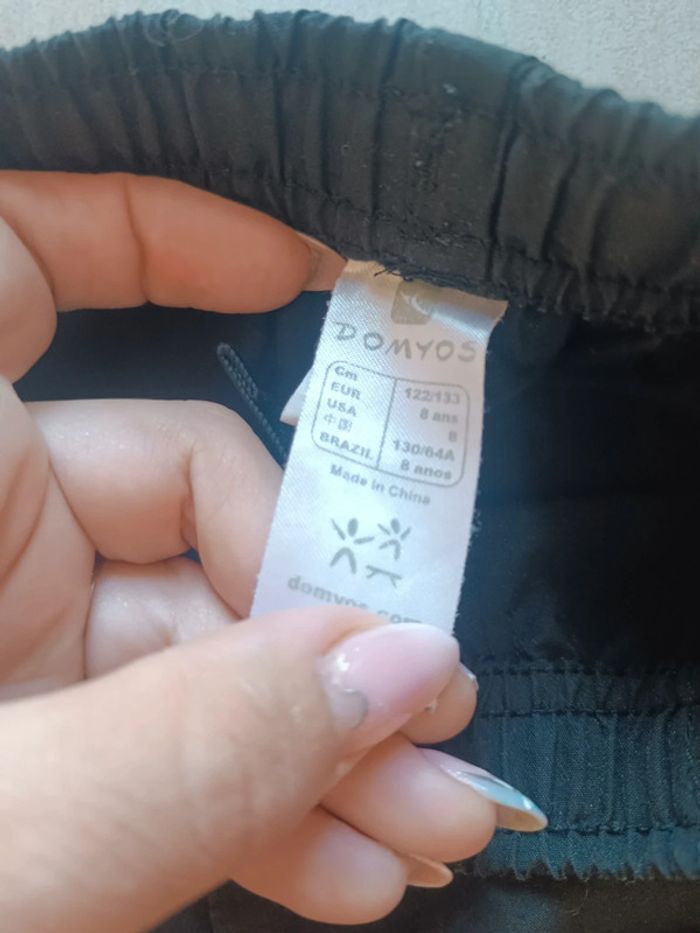 DOMYOS
Cm 122/133
EUR 8 ans
USA 8
中国 130/64A
BRAZIL 8 anos
Made in China
domyos.com